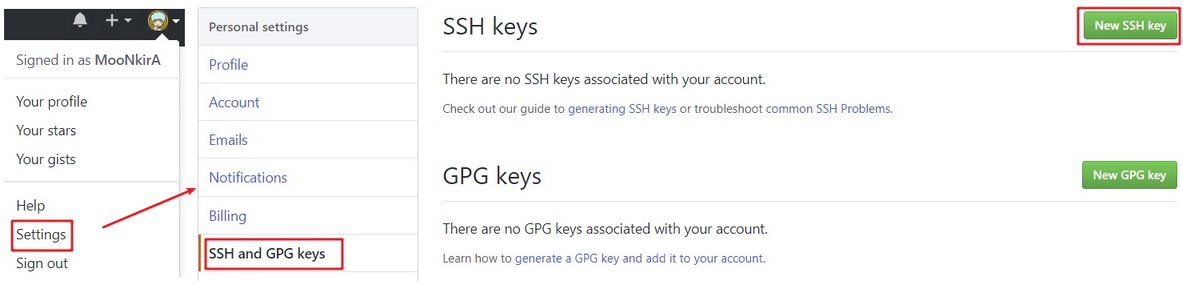 Signed in as MooNkirA
Your profile
Your stars
Your gists
Help
Settings
Sign out
Personal settings
Profile
Account
Emails
Notifications
Billing
SSH and GPG keys
SSH keys
New SSH key
There are no SSH keys associated with your account.
Check out our guide to generating SSH keys or troubleshoot common SSH Problems.
GPG keys
New GPG key
There are no GPG keys associated with your account.
Learn how to generate a GPG key and add it to your account.